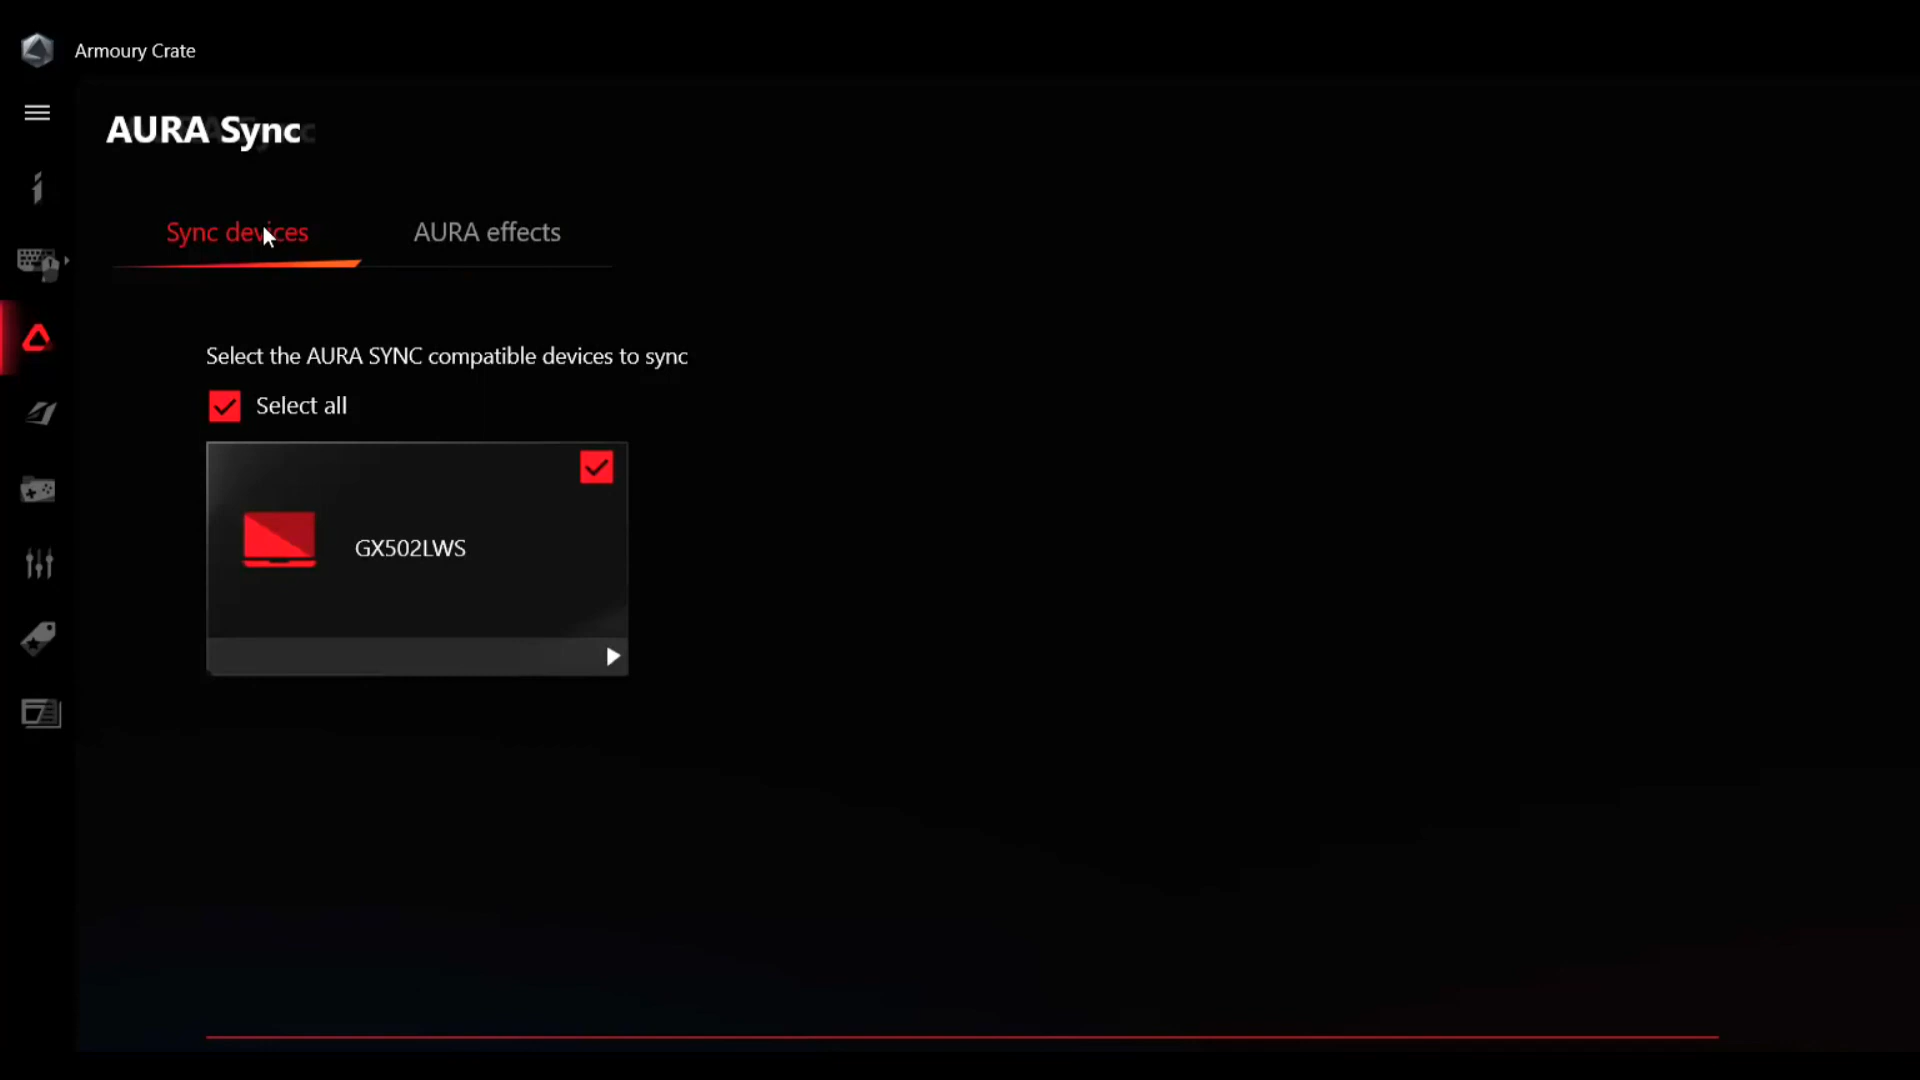 Armoury Crate
AURA Sync
Sync devices
AURA effects
Select the AURA SYNC compatible devices to sync
Select all
GX502LWS